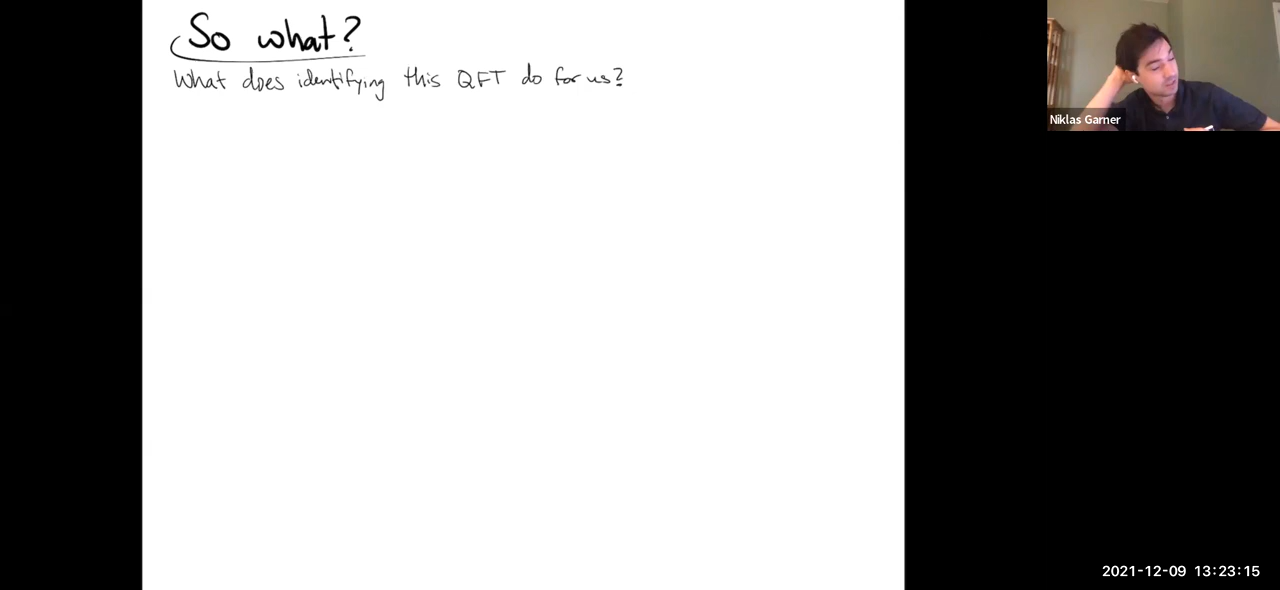 So what?
What does identifying this QFT do for us?
Niklas Garner
2021-12-09 13:23:15